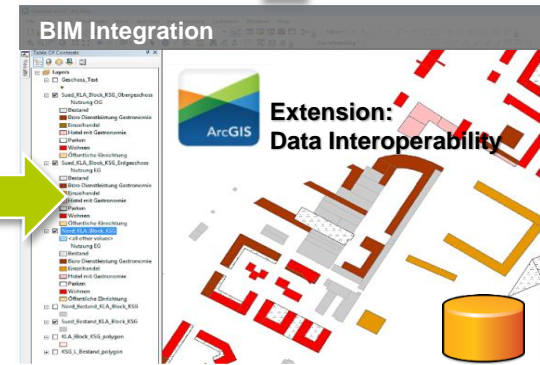 BIM Integration
Table Of Contents
Layers
Geschoss_Test
Sued_KLA_Block_KSG_Obergeschoss
Nutzung OG
Bestand
Büro Dienstleistung Gastronomie
Einzelhandel
Hotel mit Gastronomie
Parken
Wohnen
Öffentliche Einrichtung
Sued_KLA_Block_KSG_Erdgeschoss
Nutzung EG
Bestand
Büro Dienstleistung Gastronomie
Einzelhandel
Hotel mit Gastronomie
Parken
Wohnen
Öffentliche Einrichtung
Nord_KLA_Block_KSG
<all other values>
Nutzung EG
Bestand
Büro Dienstleistung Gastronomie
Einzelhandel
Hotel mit Gastronomie
Parken
Wohnen
Öffentliche Einrichtung
Nord_Bestand_KLA_Block_KSG
Sued_Bestand_KLA_Block_KSG
KLA_Block_KSG_polygon
KSG_L_Bestand_polygon
ArcGIS
Extension:
Data Interoperability